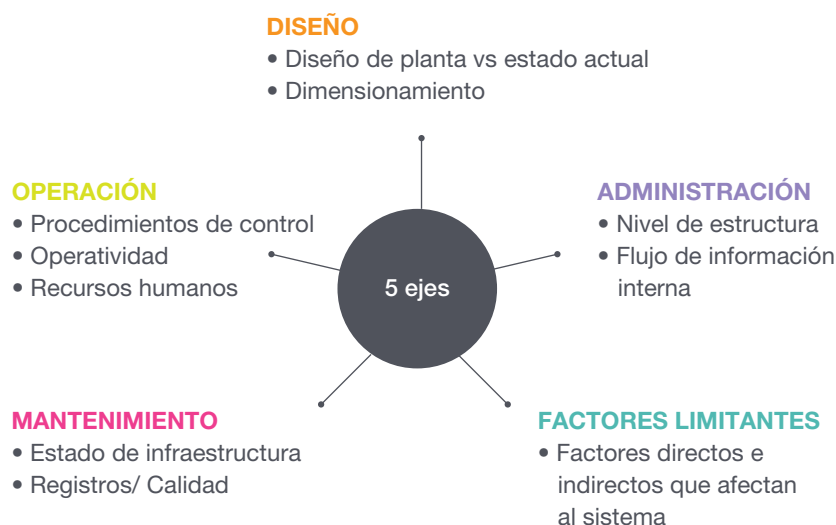 DISEÑO
• Diseño de planta vs estado actual
• Dimensionamiento
OPERACIÓN
• Procedimientos de control
• Operatividad
• Recursos humanos
ADMINISTRACIÓN
• Nivel de estructura
• Flujo de información
interna
5 ejes
MANTENIMIENTO
• Estado de infraestructura
• Registros/ Calidad
FACTORES LIMITANTES
• Factores directos e
indirectos que afectan
al sistema